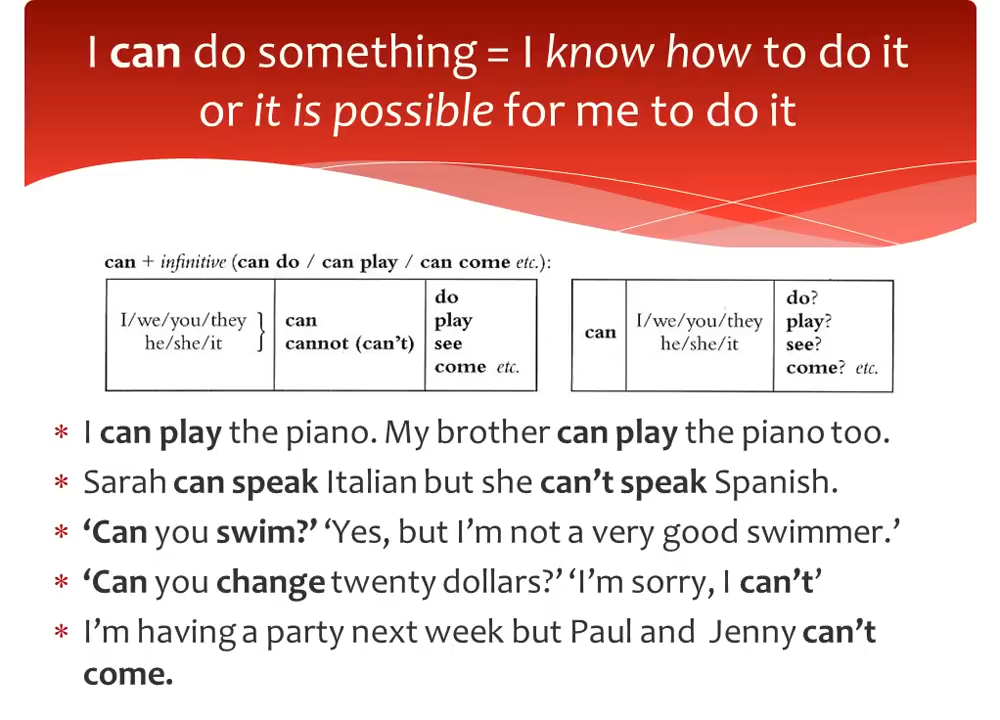 I can do something = I know how to do it
or it is possible for me to do it
can + infinitive (can do / can play / can come etc.):
I/we/you/they
he/she/it
can
cannot (can't)
do
play
see
come etc.
can
I/we/you/they
he/she/it
do?
play?
see?
come? etc.
* I can play the piano. My brother can play the piano too.
* Sarah can speak Italian but she can't speak Spanish.
* ‘Can you swim?’ ‘Yes, but I'm not a very good swimmer.’
* ‘Can you change twenty dollars?’ ‘I'm sorry, I can't’
* I'm having a party next week but Paul and Jenny can't
come.